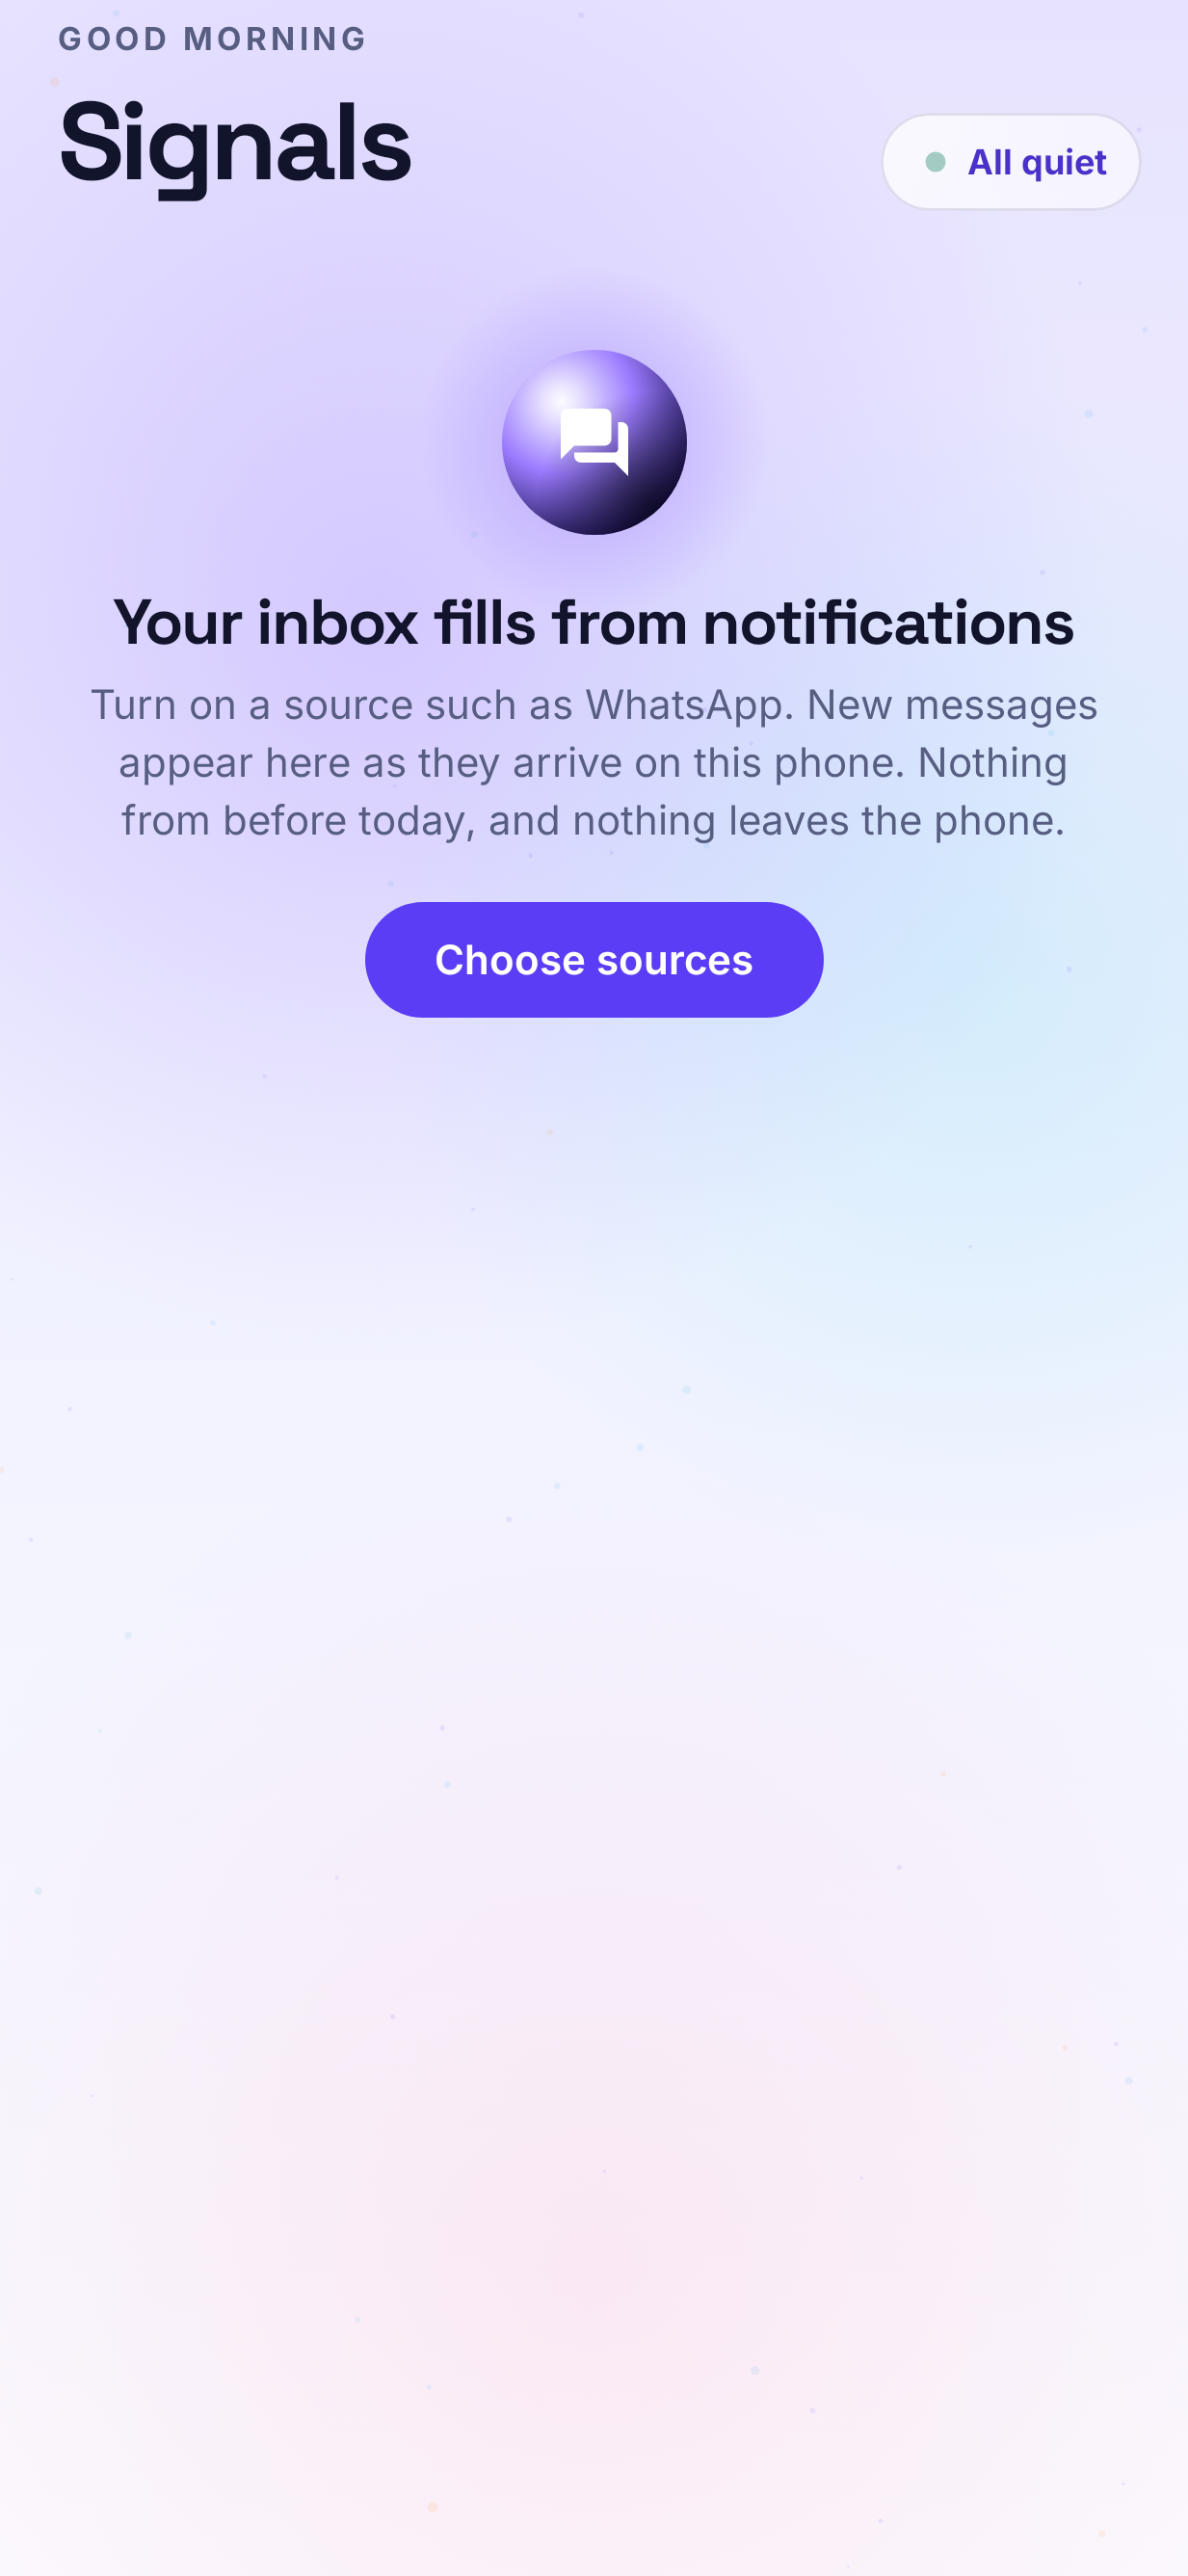 GOOD MORNING
Signals
All quiet
Your inbox fills from notifications
Turn on a source such as WhatsApp. New messages
appear here as they arrive on this phone. Nothing
from before today, and nothing leaves the phone.
Choose sources